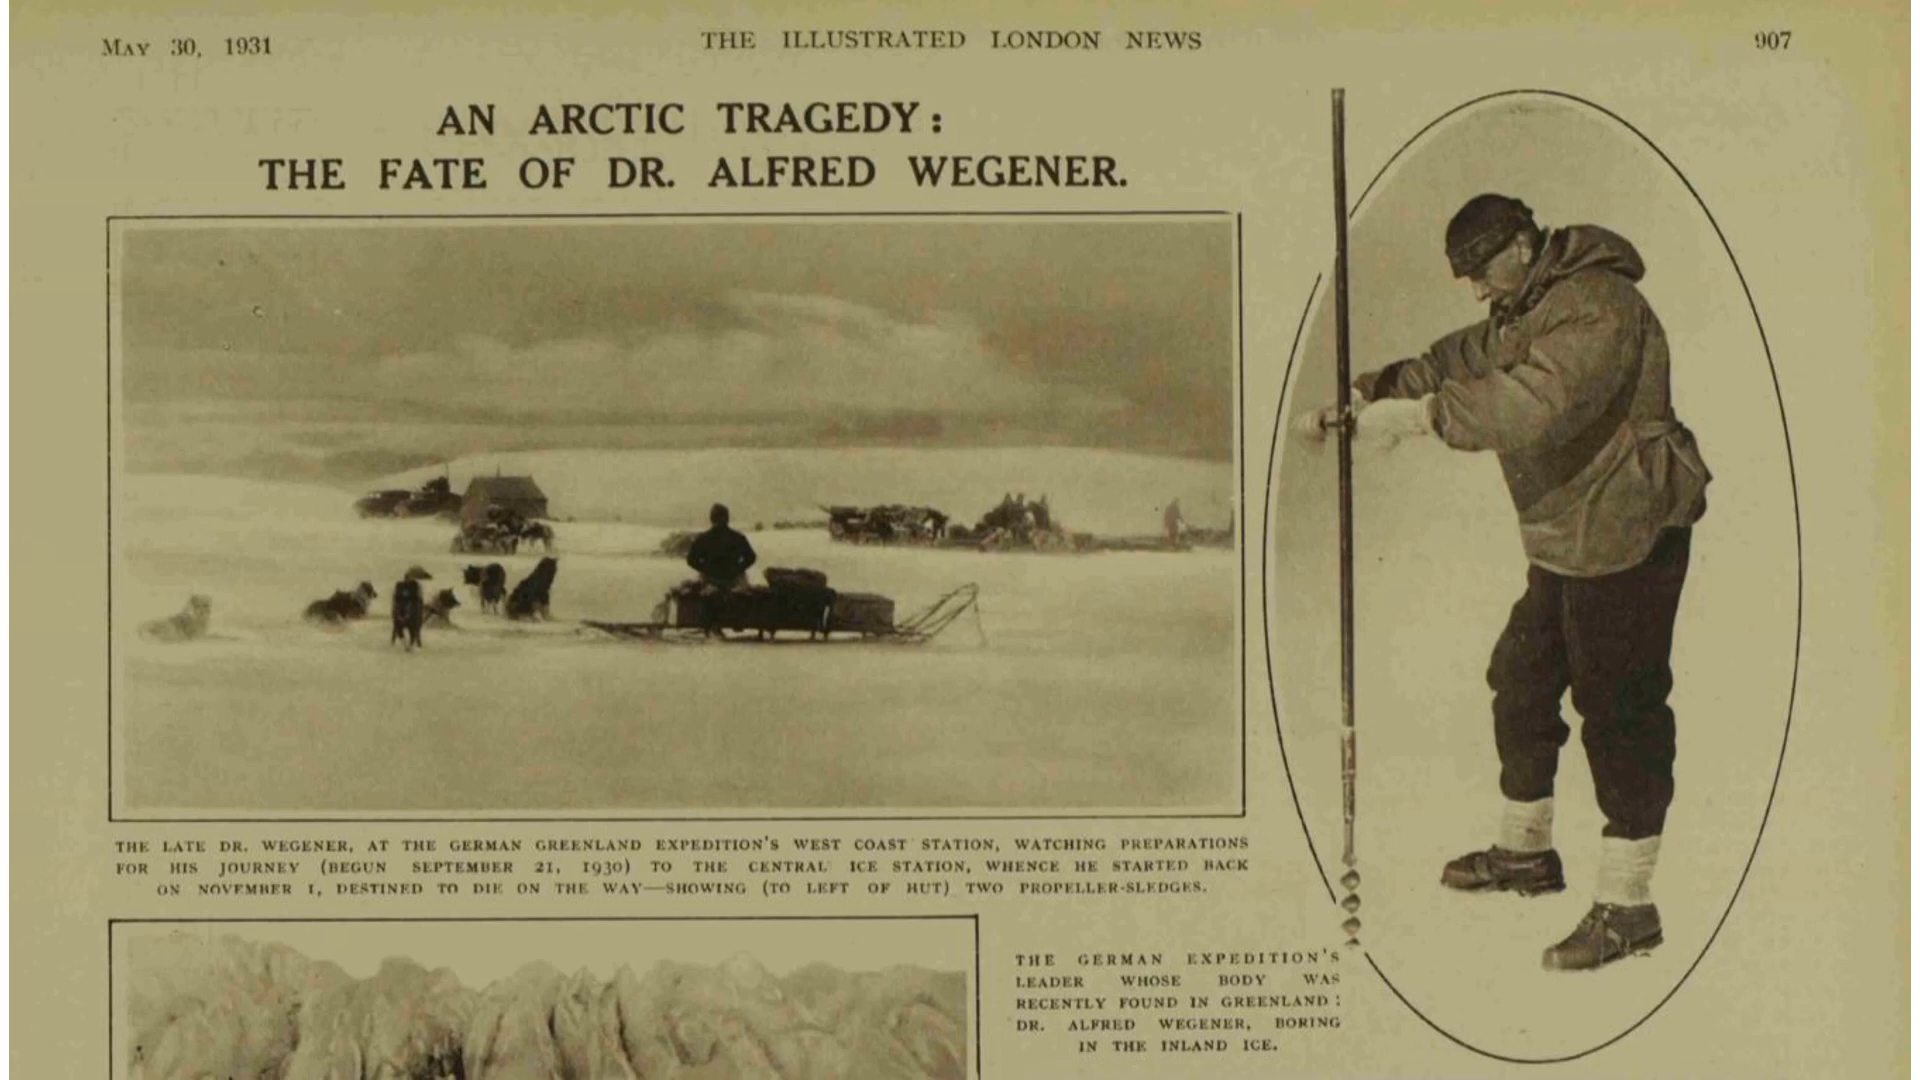 MAY 30, 1931
THE ILLUSTRATED LONDON NEWS
907
AN ARCTIC TRAGEDY:
THE FATE OF DR. ALFRED WEGENER.
THE LATE DR. WEGENER, AT THE GERMAN GREENLAND EXPEDITION'S WEST COAST STATION, WATCHING PREPARATIONS
FOR HIS JOURNEY (BEGUN SEPTEMBER 21, 1930) TO THE CENTRAL ICE STATION, WHENCE HE STARTED BACK
ON NOVEMBER 1, DESTINED TO DIE ON THE WAY—SHOWING (TO LEFT OF HUT) TWO PROPELLER-SLEDGES.
THE GERMAN EXPEDITION'S
LEADER WHOSE BODY WAS
RECENTLY FOUND IN GREENLAND:
DR. ALFRED WEGENER, BORING
IN THE INLAND ICE.